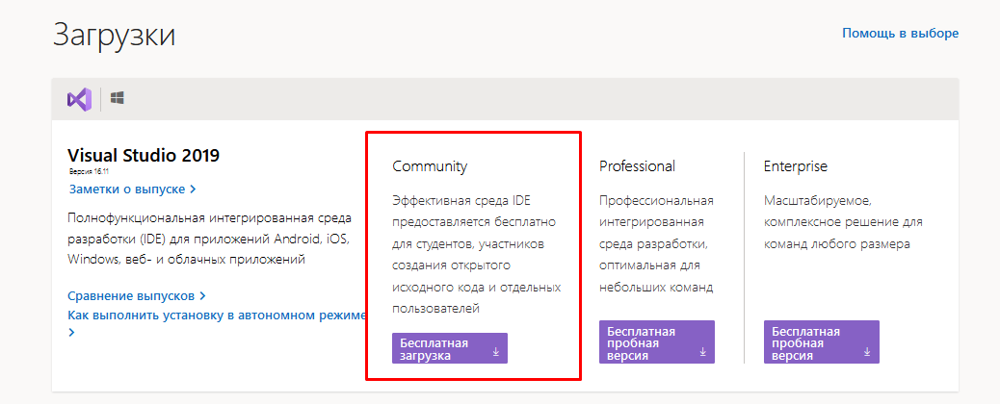 Загрузки
Помощь в выборе
Visual Studio 2019
Версия 16.11
Заметки о выпуске
Полнофункциональная интегрированная среда
разработки (IDE) для приложений Android, iOS,
Windows, веб- и облачных приложений
Сравнение выпусков
Как выполнить установку в автономном режиме
Community
Эффективная среда IDE
предоставляется бесплатно
для студентов, участников
создания открытого
исходного кода и отдельных
пользователей
Бесплатная
загрузка
Professional
Профессиональная
интегрированная
среда разработки,
оптимальная для
небольших команд
Бесплатная
пробная
версия
Enterprise
Масштабируемое,
комплексное решение для
команд любого размера
Бесплатная
пробная
версия